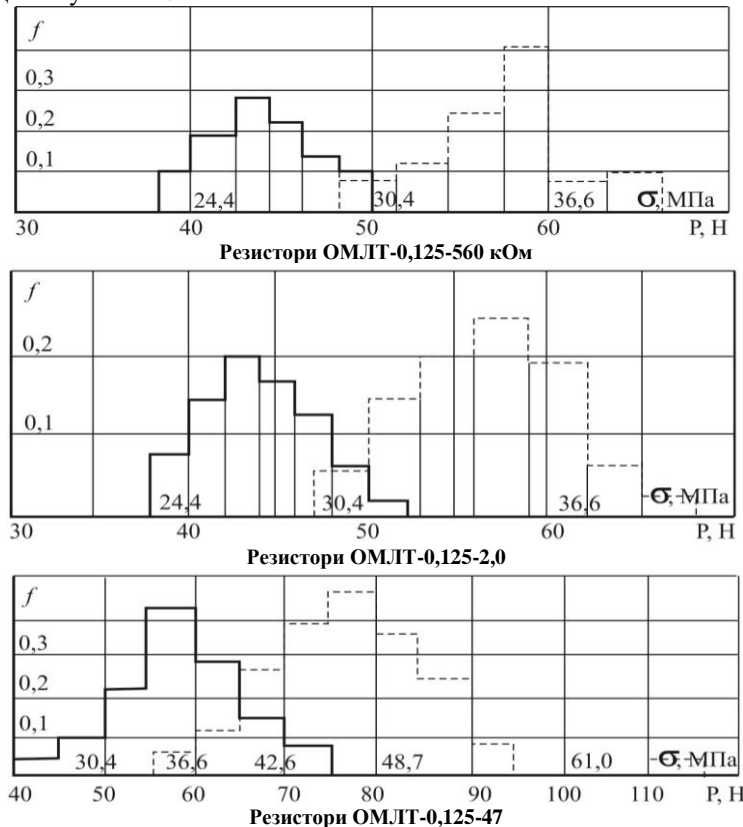 f
0,3
0,2
0,1
24,4 30,4 36,6 σ, МПа
30 40 50 60 P, Н
Резистори ОМЛТ-0,125-560 кОм
f
0,2
0,1
24,4 30,4 36,6 σ, МПа
30 40 50 60 P, Н
Резистори ОМЛТ-0,125-2,0
f
0,3
0,2
0,1
30,4 36,6 42,6 48,7 61,0 σ, МПа
40 50 60 70 80 90 100 110 P, Н
Резистори ОМЛТ-0,125-47